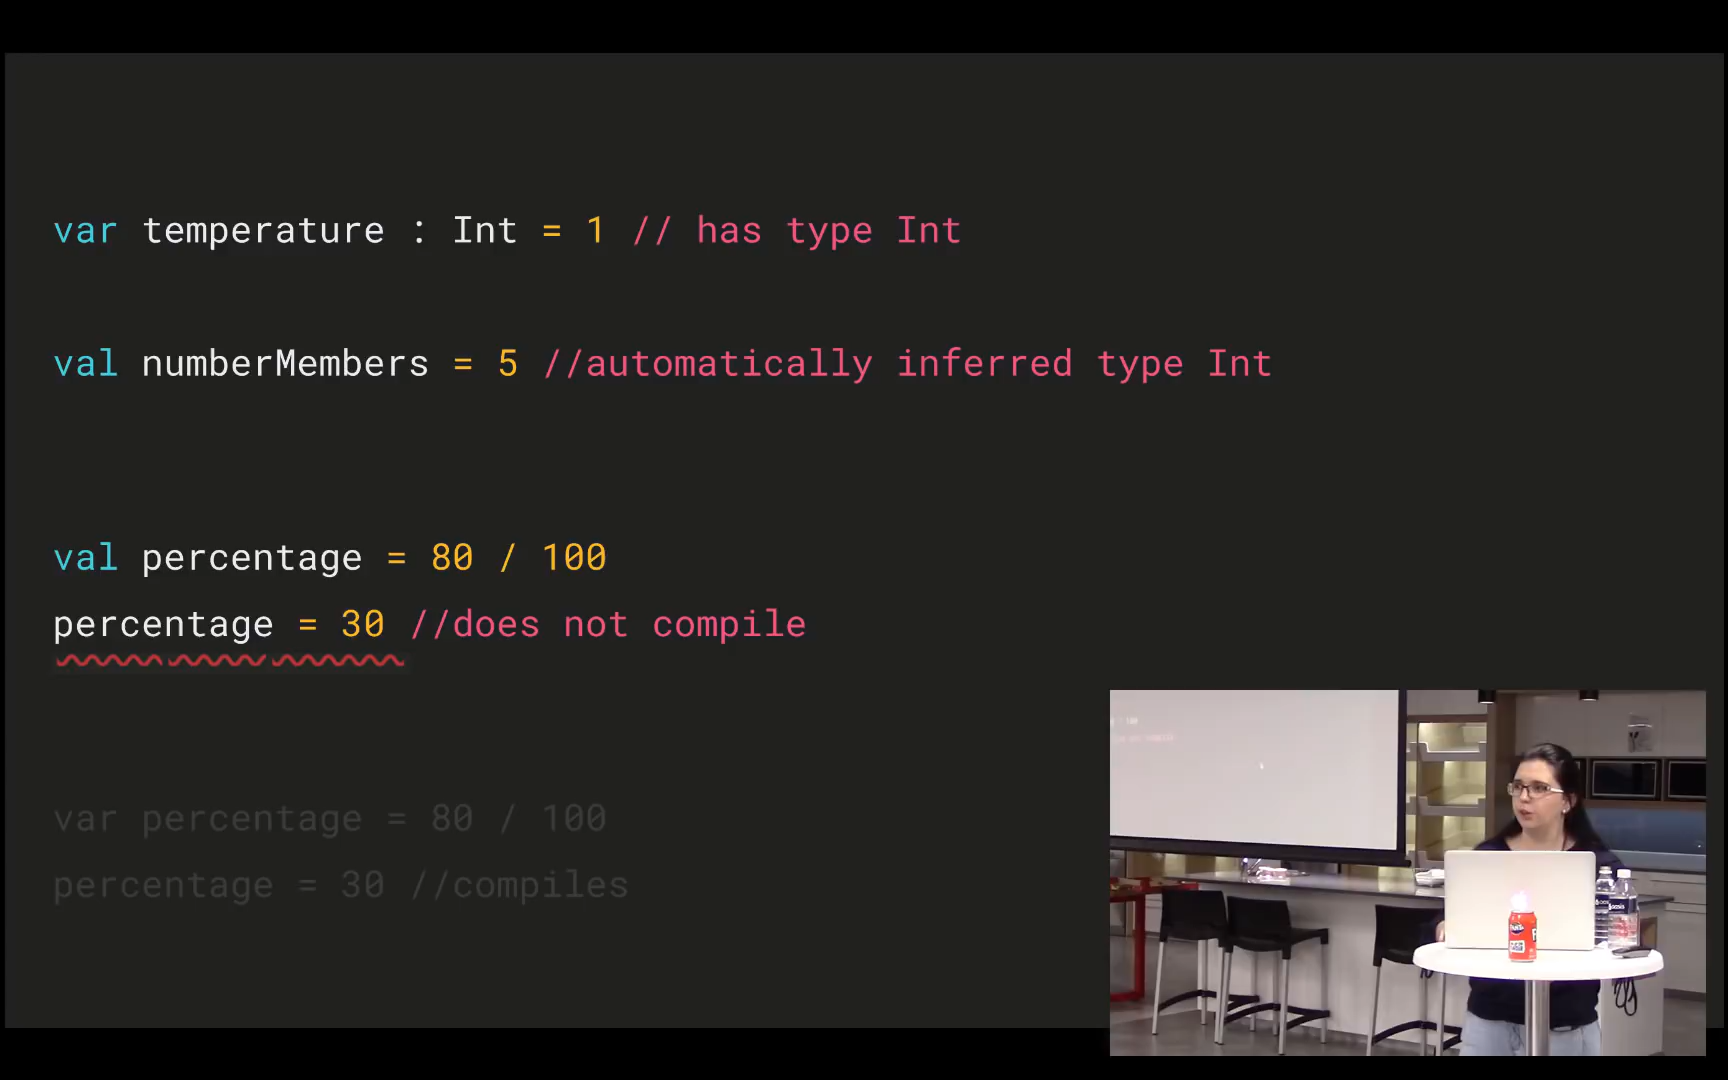 var temperature : Int = 1 // has type Int
val numberMembers = 5 //automatically inferred type Int
val percentage = 80 / 100
percentage = 30 //does not compile
var percentage = 80 / 100
percentage = 30 //compiles